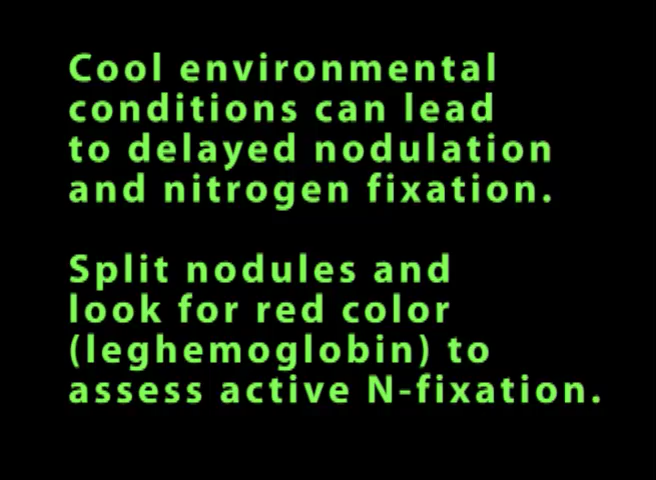 Cool environmental
conditions can lead
to delayed nodulation
and nitrogen fixation.
Split nodules and
look for red color
(leghemoglobin) to
assess active N-fixation.